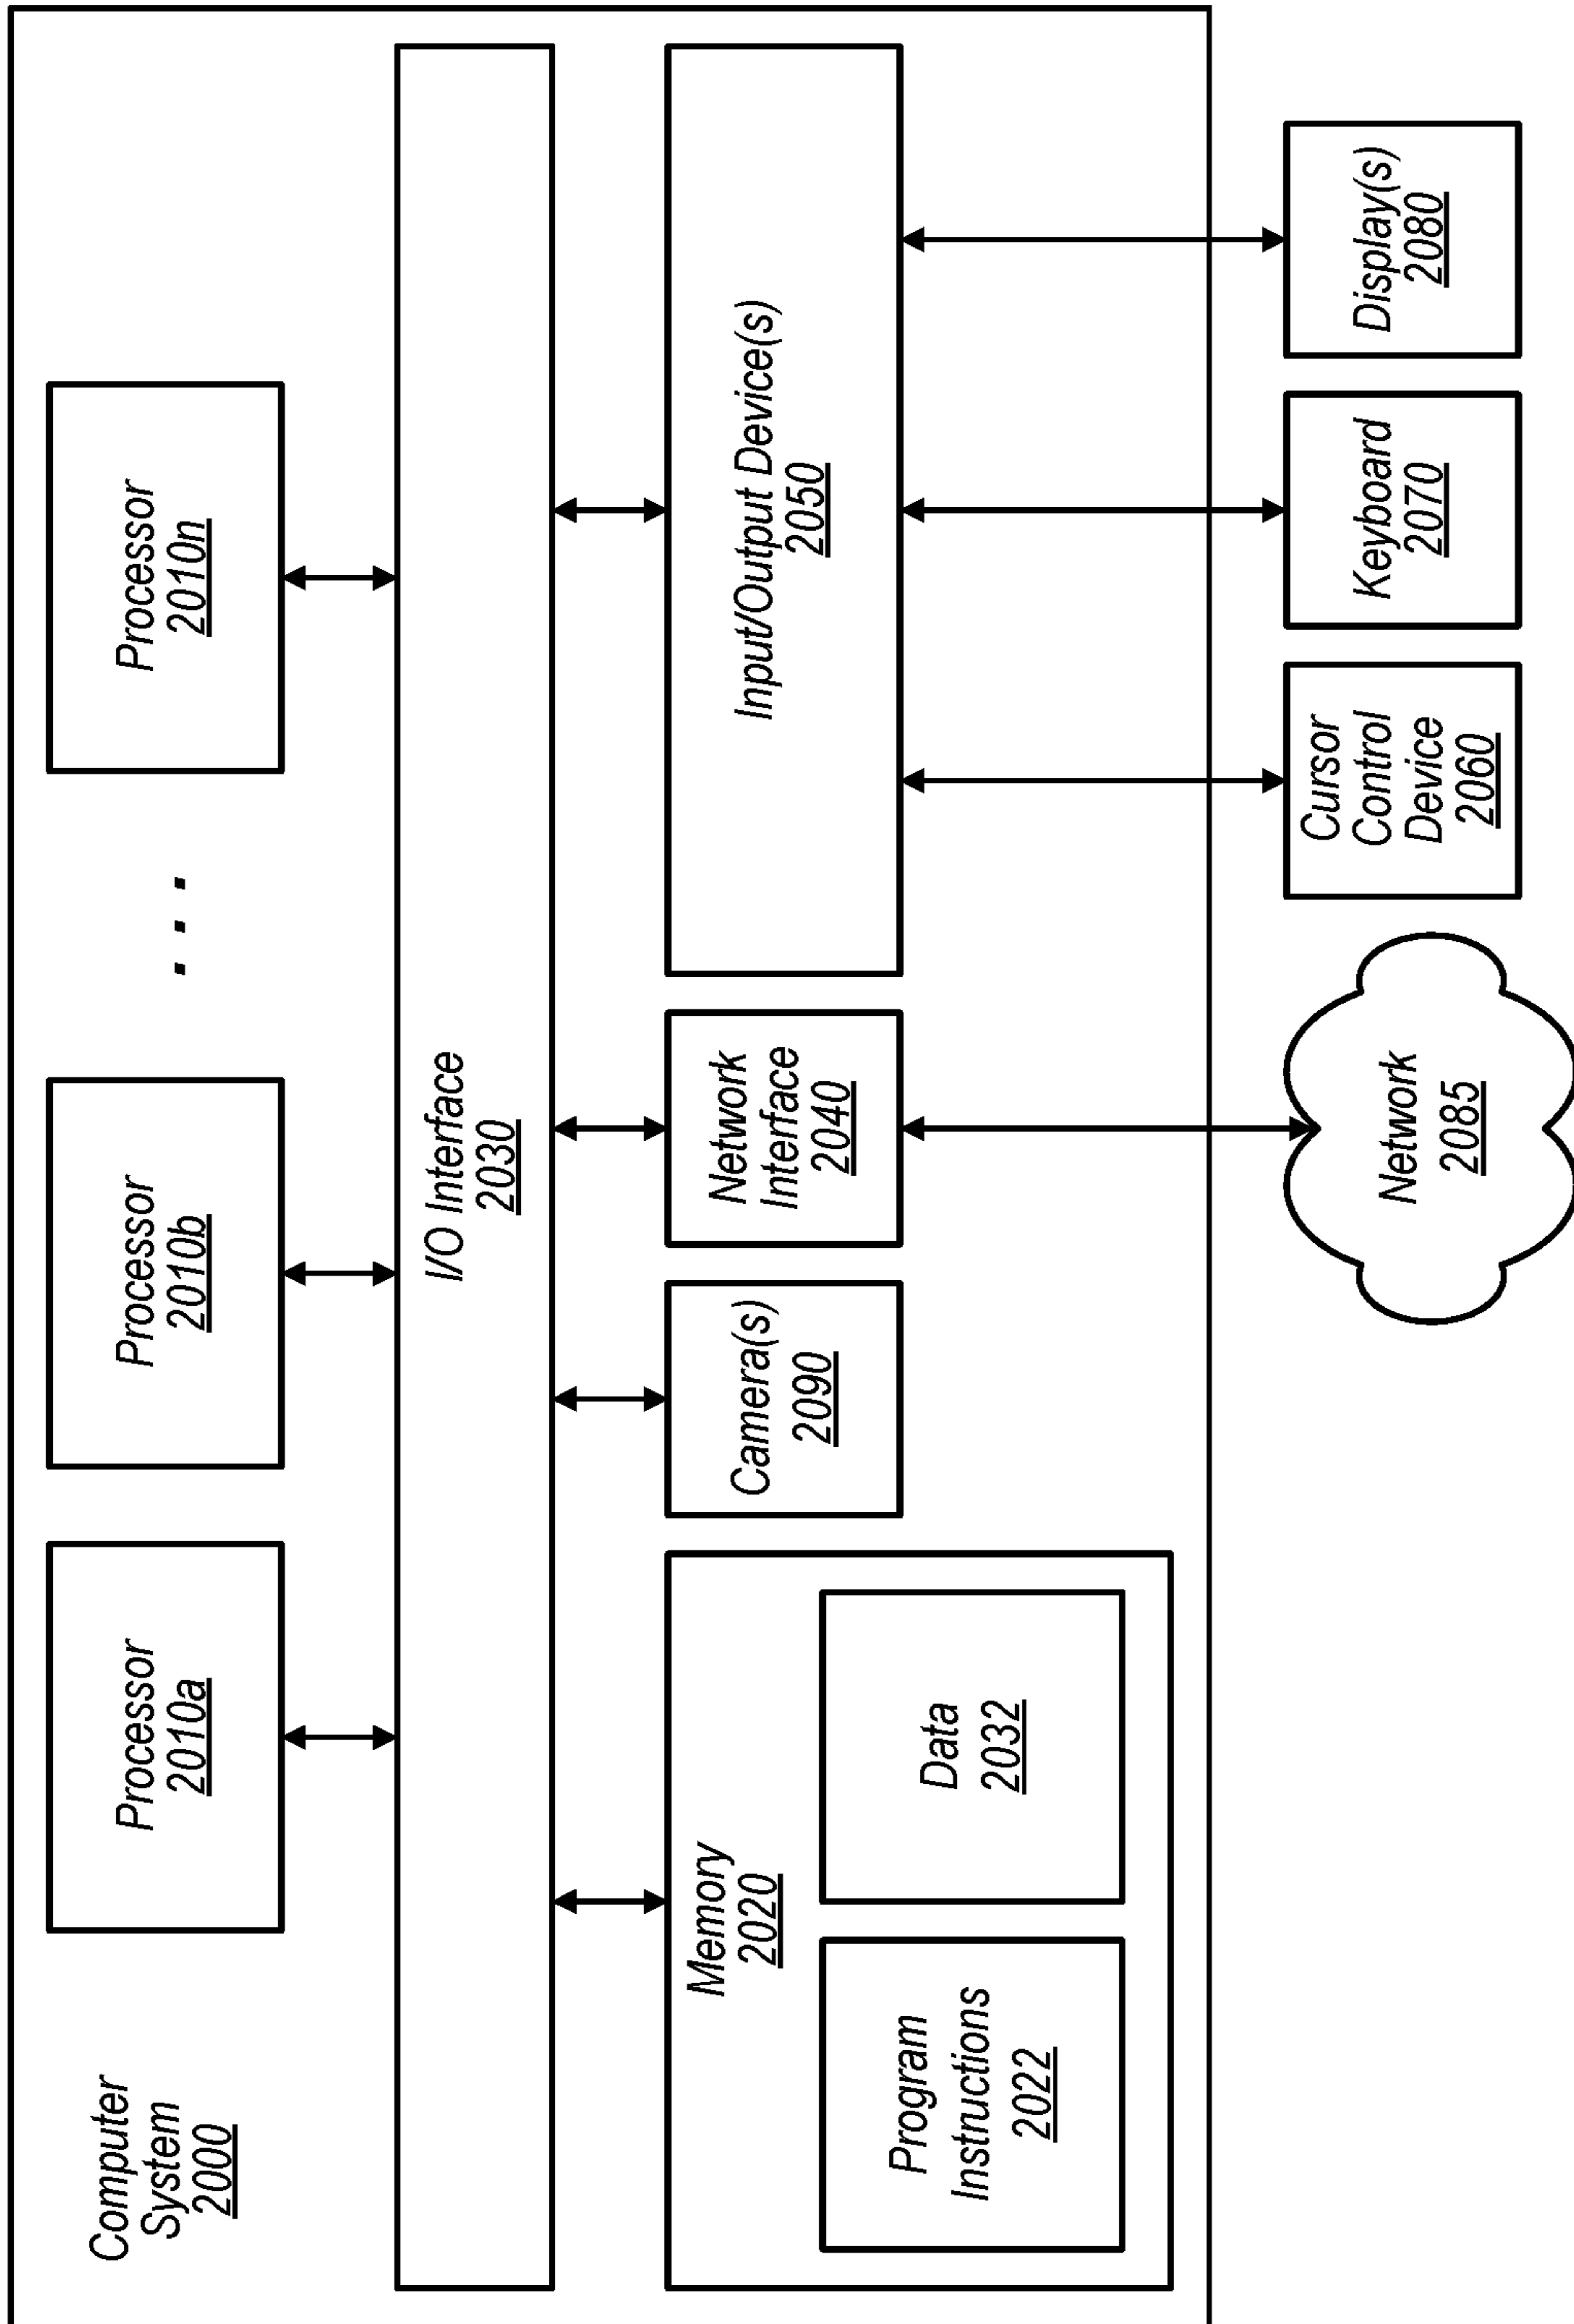 Computer
System
2000
Processor
2010a
Processor
2010b
. . .
Processor
2010n
I/O Interface
2030
Memory
2020
Program
Instructions
2022
Data
2032
Camera(s)
2090
Network
Interface
2040
Input/Output Device(s)
2050
Network
2085
Cursor
Control
Device
2060
Keyboard
2070
Display(s)
2080